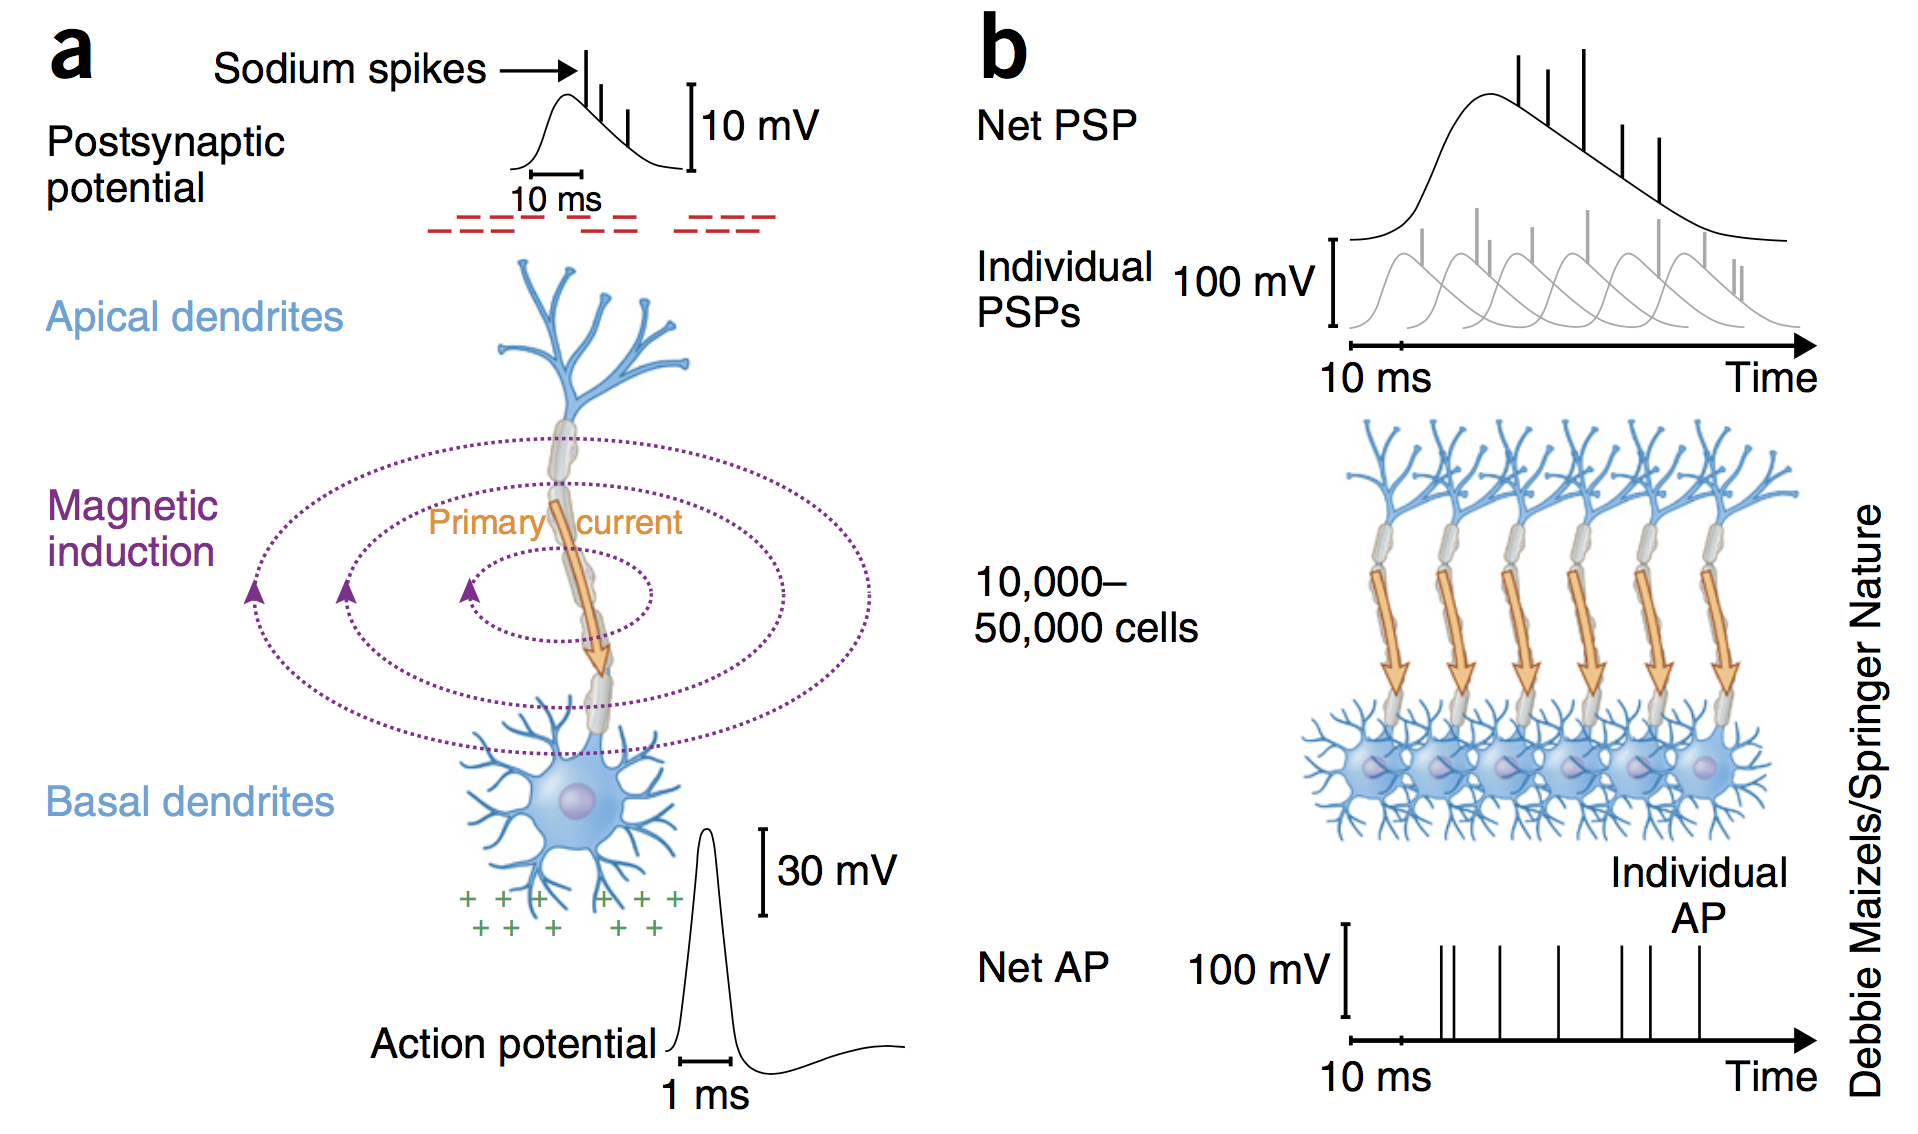 a
Sodium spikes
10 mV
Postsynaptic
potential
10 ms
Apical dendrites
Magnetic
induction
Primary current
Basal dendrites
30 mV
Action potential
1 ms
b
Net PSP
Individual
PSPs
100 mV
10 ms
Time
10,000–
50,000 cells
Individual
AP
Net AP
100 mV
10 ms
Time
Debbie Maizels/Springer Nature